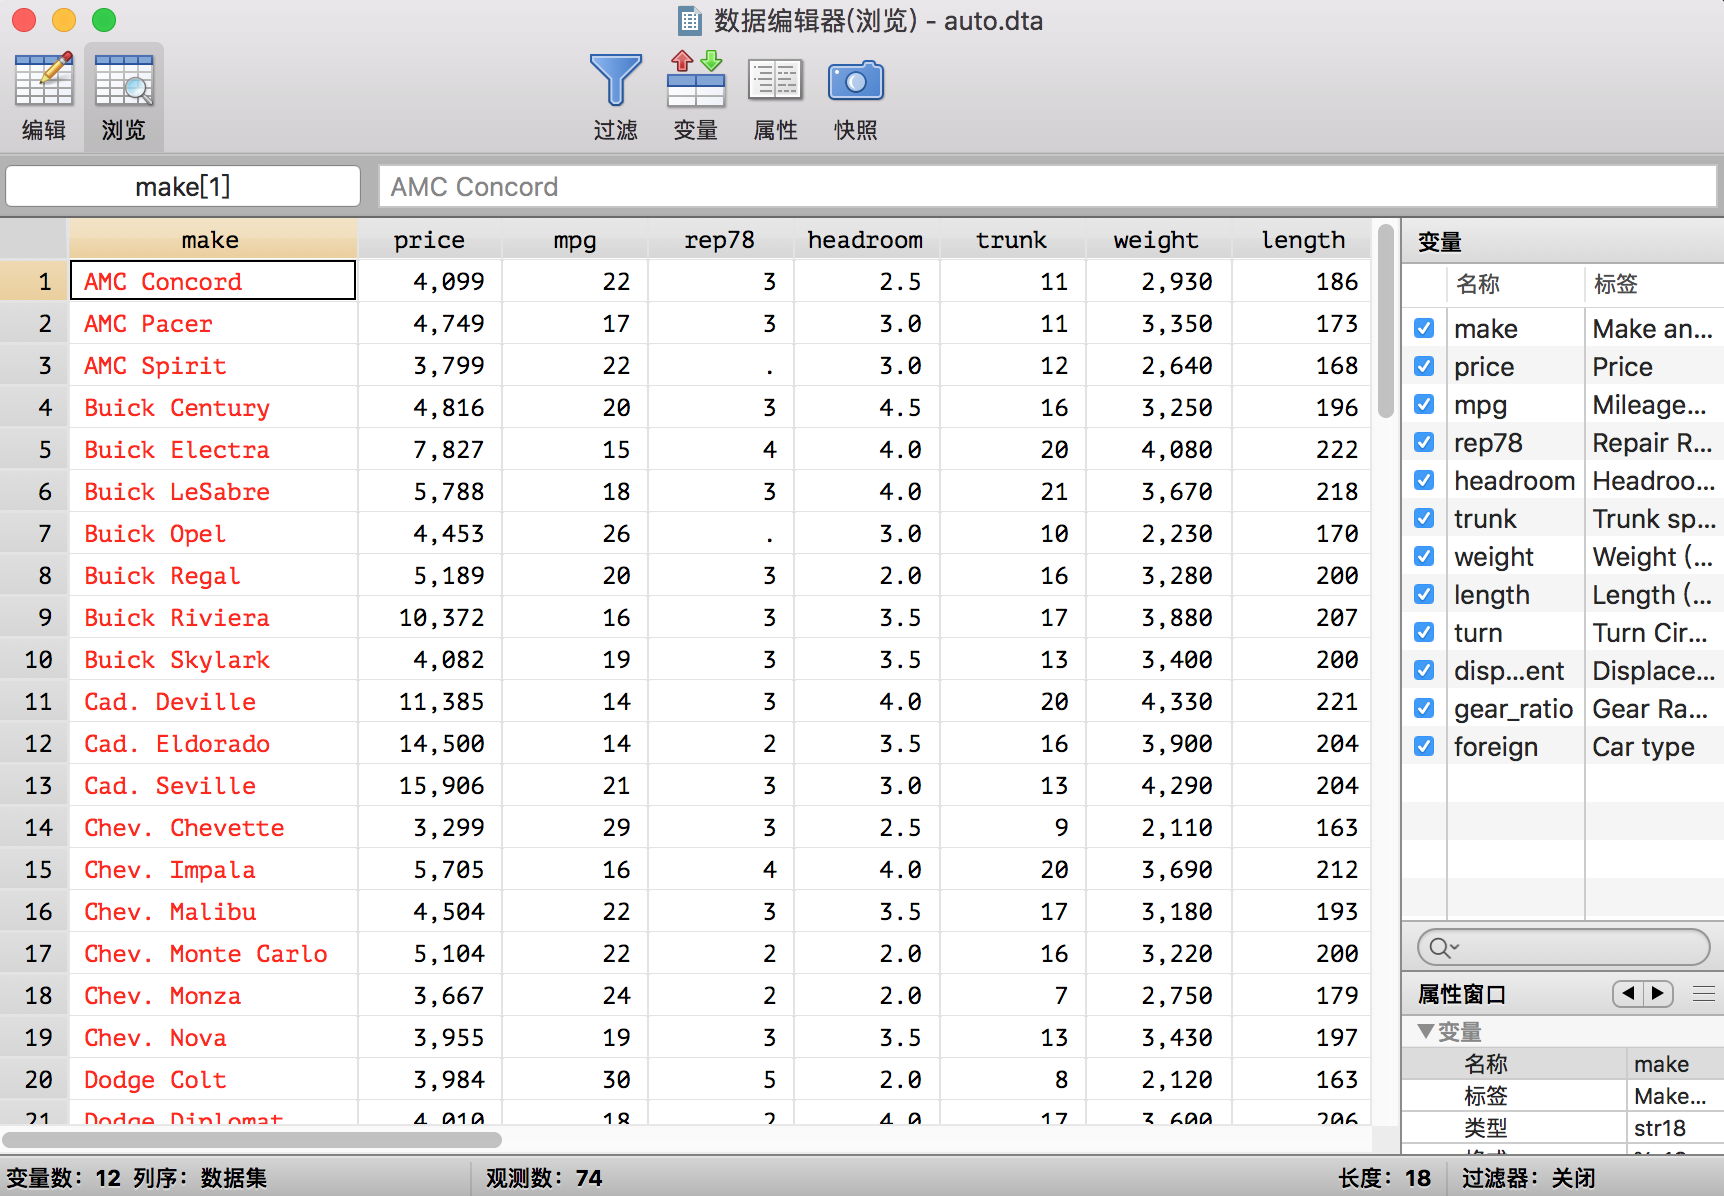 数据编辑器(浏览) - auto.dta
编辑 浏览 过滤 变量 属性 快照
make[1] AMC Concord
make price mpg rep78 headroom trunk weight length
1 AMC Concord 4,099 22 3 2.5 11 2,930 186
2 AMC Pacer 4,749 17 3 3.0 11 3,350 173
3 AMC Spirit 3,799 22 . 3.0 12 2,640 168
4 Buick Century 4,816 20 3 4.5 16 3,250 196
5 Buick Electra 7,827 15 4 4.0 20 4,080 222
6 Buick LeSabre 5,788 18 3 4.0 21 3,670 218
7 Buick Opel 4,453 26 . 3.0 10 2,230 170
8 Buick Regal 5,189 20 3 2.0 16 3,280 200
9 Buick Riviera 10,372 16 3 3.5 17 3,880 207
10 Buick Skylark 4,082 19 3 3.5 13 3,400 200
11 Cad. Deville 11,385 14 3 4.0 20 4,330 221
12 Cad. Eldorado 14,500 14 2 3.5 16 3,900 204
13 Cad. Seville 15,906 21 3 3.0 13 4,290 204
14 Chev. Chevette 3,299 29 3 2.5 9 2,110 163
15 Chev. Impala 5,705 16 4 4.0 20 3,690 212
16 Chev. Malibu 4,504 22 3 3.5 17 3,180 193
17 Chev. Monte Carlo 5,104 22 2 2.0 16 3,220 200
18 Chev. Monza 3,667 24 2 2.0 7 2,750 179
19 Chev. Nova 3,955 19 3 3.5 13 3,430 197
20 Dodge Colt 3,984 30 5 2.0 8 2,120 163
21 Dodge Diplomat 4,010 18 2 4.0 17 3,600 206
变量
名称 标签
make Make an...
price Price
mpg Mileage...
rep78 Repair R...
headroom Headroo...
trunk Trunk sp...
weight Weight (...
length Length (...
turn Turn Cir...
disp...ent Displace...
gear_ratio Gear Ra...
foreign Car type
属性窗口
变量
名称 make
标签 Make...
类型 str18
变量数：12 列序：数据集 观测数：74 长度：18 过滤器：关闭